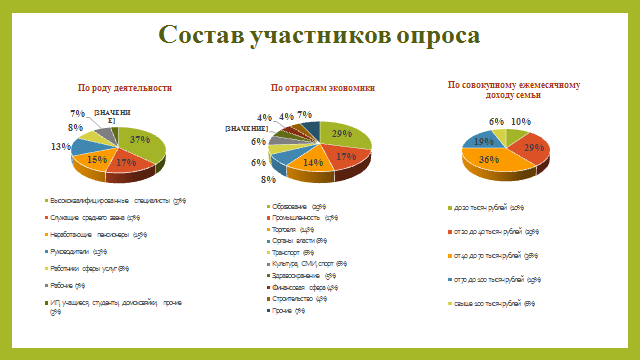 Состав участников опроса
По роду деятельности
7%
[ЗНАЧЕНИ
Е]
8%
37%
13%
15%
17%
Высококвалифицированные специалисты (37%)
Служащие среднего звена (17%)
Неработающие пенсионеры (15%)
Руководители (13%)
Работники сферы услуг (8%)
Рабочие (7%)
ИП, учащиеся, студенты, домохозяйки, прочие
(3%)
По отраслям экономики
4%
4%
7%
[ЗНАЧЕНИЕ]
29%
6%
6%
17%
8%
14%
Образование (29%)
Промышленность (17%)
Торговля (14%)
Органы власти (8%)
Транспорт (6%)
Культура, СМИ, спорт (6%)
Здравоохранение (5%)
Финансовая сфера (4%)
Строительство (4%)
Прочие (7%)
По совокупному ежемесячному
доходу семьи
6%
10%
19%
29%
36%
до 20 тысяч рублей (10%)
от 20 до 40 тысяч рублей (29%)
от 40 до 70 тысяч рублей (36%)
от 70 до 100 тысяч рублей (19%)
свыше 100 тысяч рублей (6%)